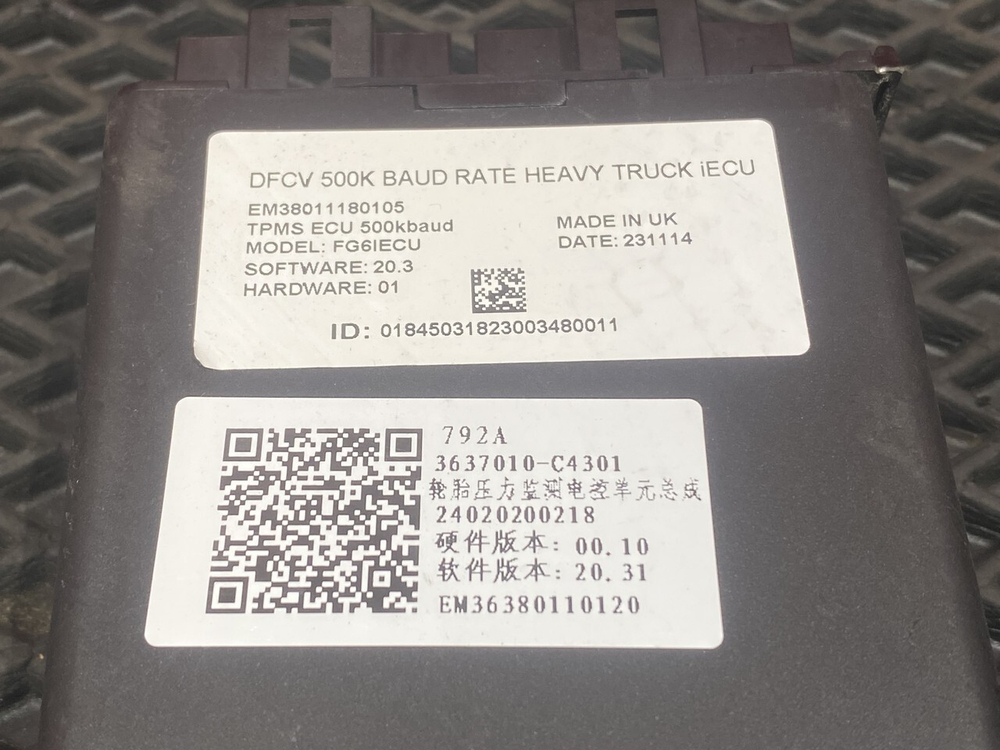 DFCV 500K BAUD RATE HEAVY TRUCK iECU
EM38011180105
TPMS ECU 500kbaud
MODEL: FG6IECU
SOFTWARE: 20.3
HARDWARE: 01
MADE IN UK
DATE: 231114
ID: 01845031823003480011
792A
3637010-C4301
轮胎压力监测电控单元总成
24020200218
硬件版本: 00.10
软件版本: 20.31
EM36380110120